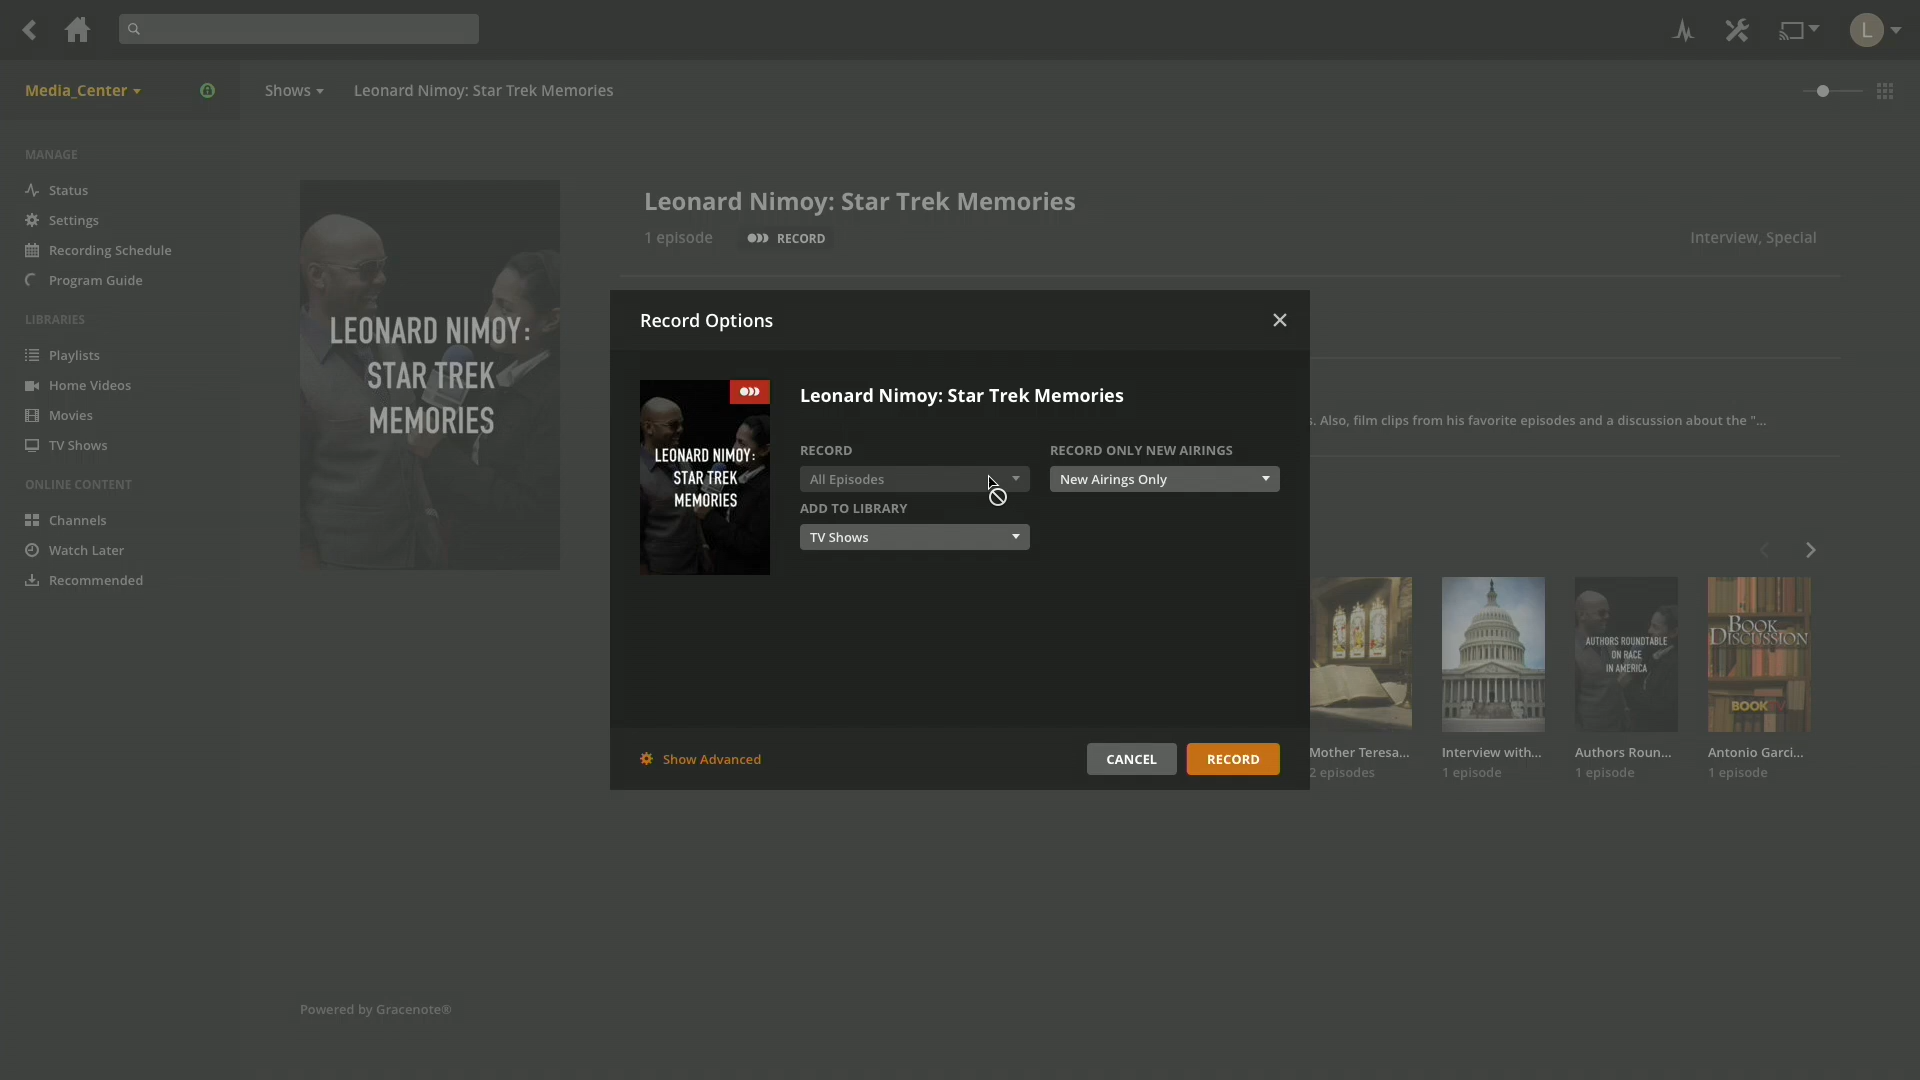 L
Media_Center
Shows
Leonard Nimoy: Star Trek Memories
MANAGE
Status
Settings
Recording Schedule
Program Guide
LIBRARIES
Playlists
Home Videos
Movies
TV Shows
ONLINE CONTENT
Channels
Watch Later
Recommended
LEONARD NIMOY:
STAR TREK
MEMORIES
Leonard Nimoy: Star Trek Memories
1 episode
RECORD
Interview, Special
Record Options
LEONARD NIMOY:
STAR TREK
MEMORIES
Leonard Nimoy: Star Trek Memories
RECORD
All Episodes
RECORD ONLY NEW AIRINGS
New Airings Only
ADD TO LIBRARY
TV Shows
Show Advanced
CANCEL
RECORD
s. Also, film clips from his favorite episodes and a discussion about the "...
AUTHORS ROUNDTABLE
ON RACE
IN AMERICA
BOOK
DISCUSSION
BOOK TV
Mother Teresa...
2 episodes
Interview with...
1 episode
Authors Roun...
1 episode
Antonio Garci...
1 episode
Powered by Gracenote®